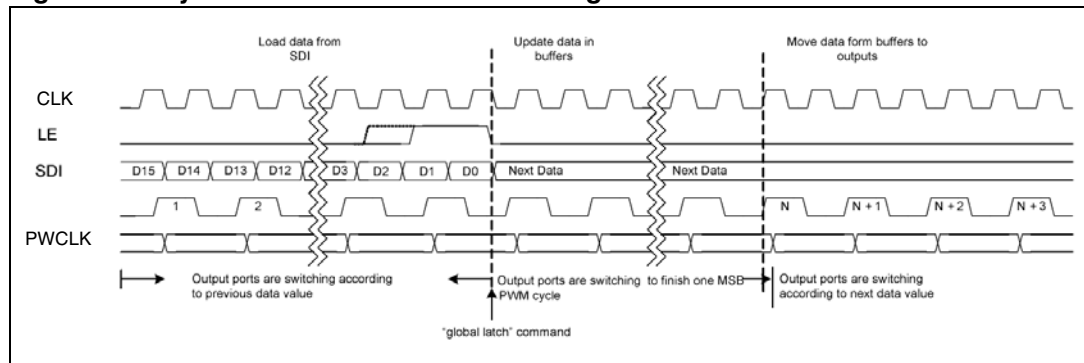 Load data from
SDI
Update data in
buffers
Move data form buffers to
outputs
CLK
LE
SDI
D15 D14 D13 D12 D3 D2 D1 D0 Next Data Next Data
1 2 N N + 1 N + 2 N + 3
PWCLK
Output ports are switching according
to previous data value
Output ports are switching to finish one MSB
PWM cycle
Output ports are switching
according to next data value
"global latch" command